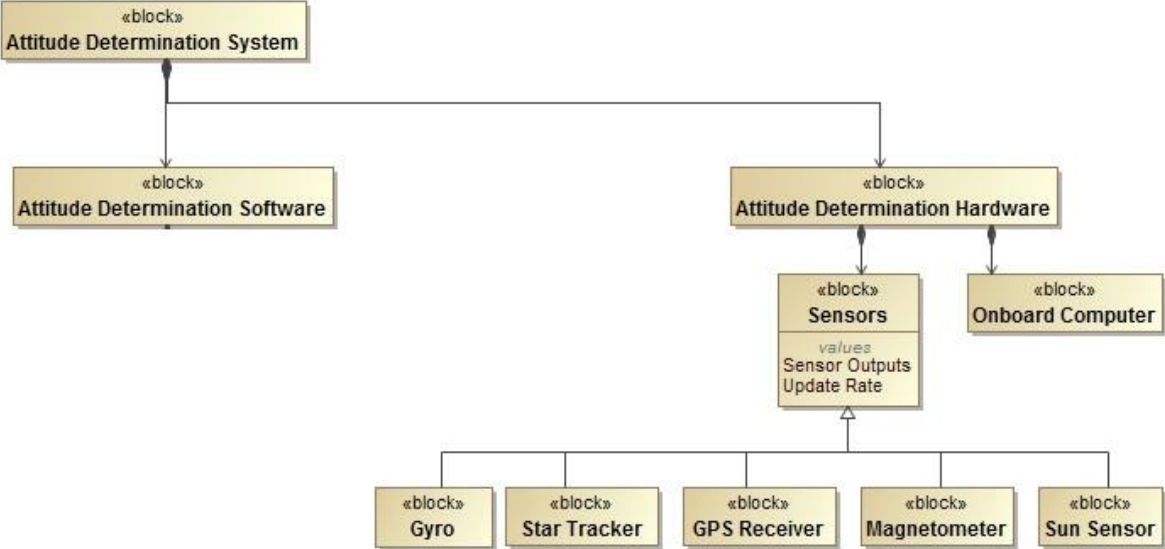 «block»
Attitude Determination System
«block»
Attitude Determination Software
«block»
Attitude Determination Hardware
«block»
Sensors
values
Sensor Outputs
Update Rate
«block»
Onboard Computer
«block»
Gyro
«block»
Star Tracker
«block»
GPS Receiver
«block»
Magnetometer
«block»
Sun Sensor